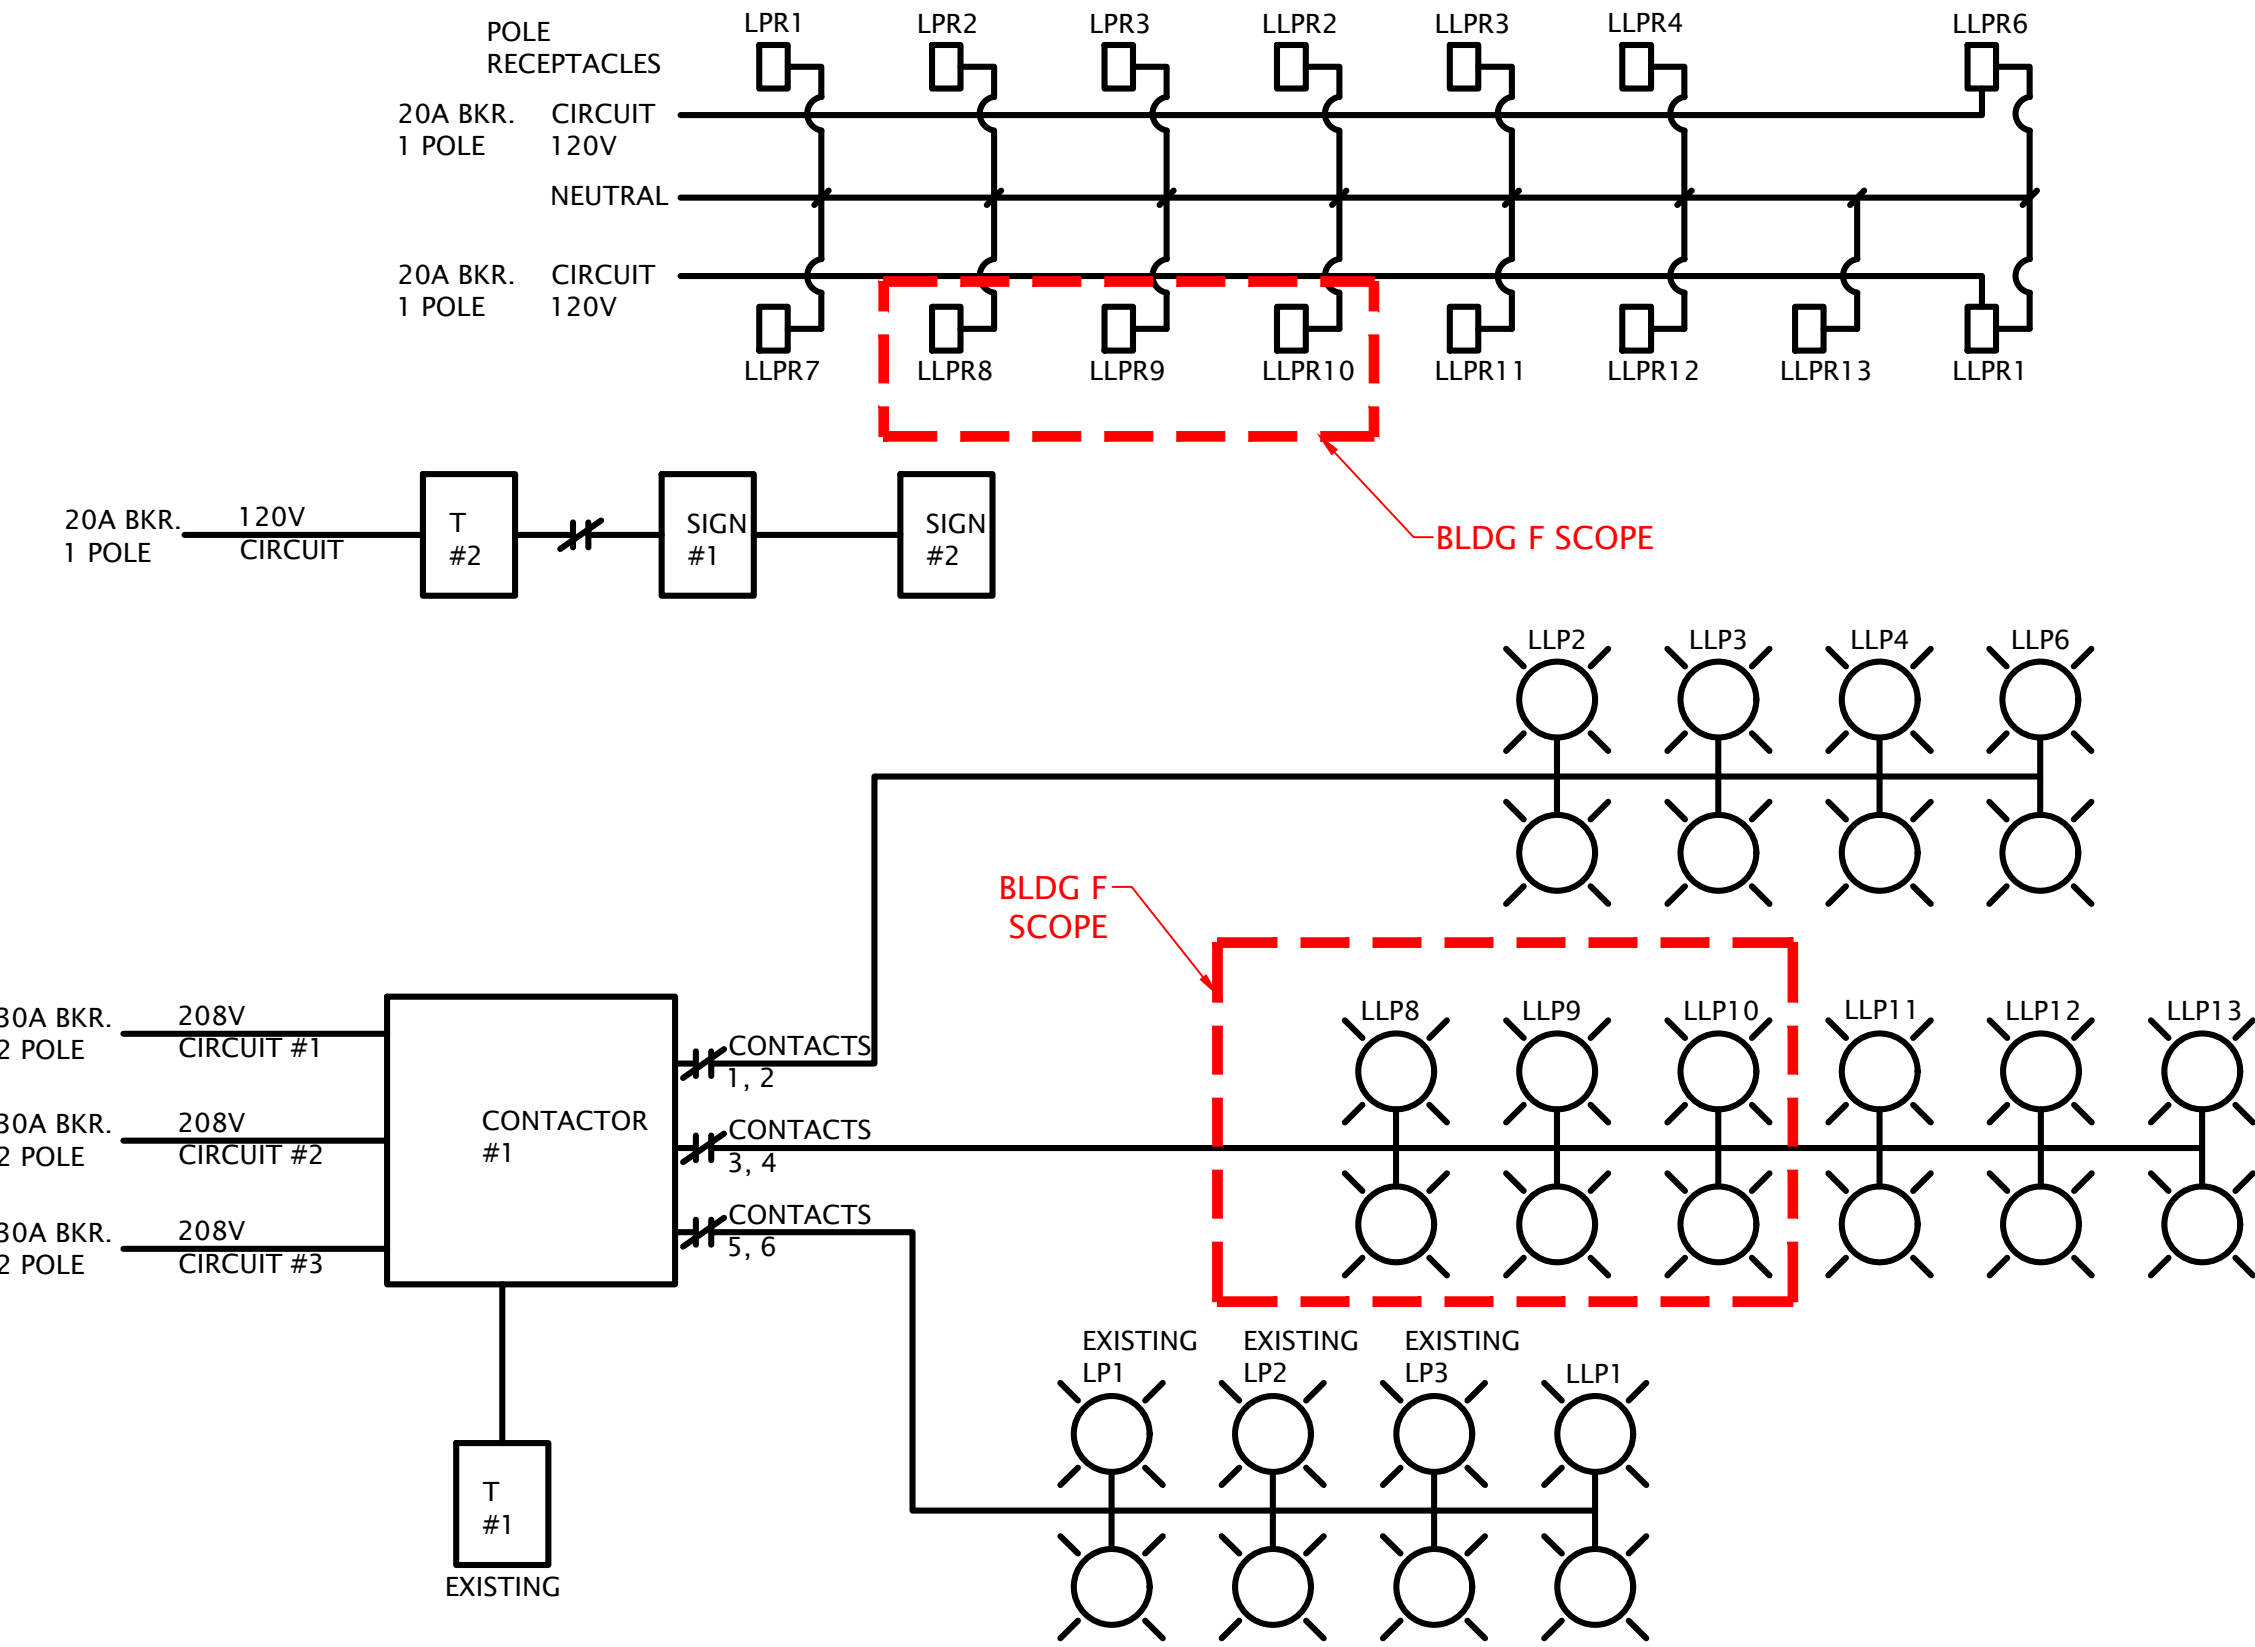 POLE
RECEPTACLES
LPR1
LPR2
LPR3
LLPR2
LLPR3
LLPR4
LLPR6
20A BKR.
1 POLE
CIRCUIT
120V
NEUTRAL
20A BKR.
1 POLE
CIRCUIT
120V
LLPR7
LLPR8
LLPR9
LLPR10
LLPR11
LLPR12
LLPR13
LLPR1
20A BKR.
1 POLE
120V
CIRCUIT
T
#2
SIGN
#1
SIGN
#2
BLDG F SCOPE
LLP2
LLP3
LLP4
LLP6
BLDG F
SCOPE
30A BKR.
2 POLE
208V
CIRCUIT #1
30A BKR.
2 POLE
208V
CIRCUIT #2
30A BKR.
2 POLE
208V
CIRCUIT #3
CONTACTOR
#1
CONTACTS
1, 2
CONTACTS
3, 4
CONTACTS
5, 6
LLP8
LLP9
LLP10
LLP11
LLP12
LLP13
EXISTING
LP1
EXISTING
LP2
EXISTING
LP3
LLP1
T
#1
EXISTING